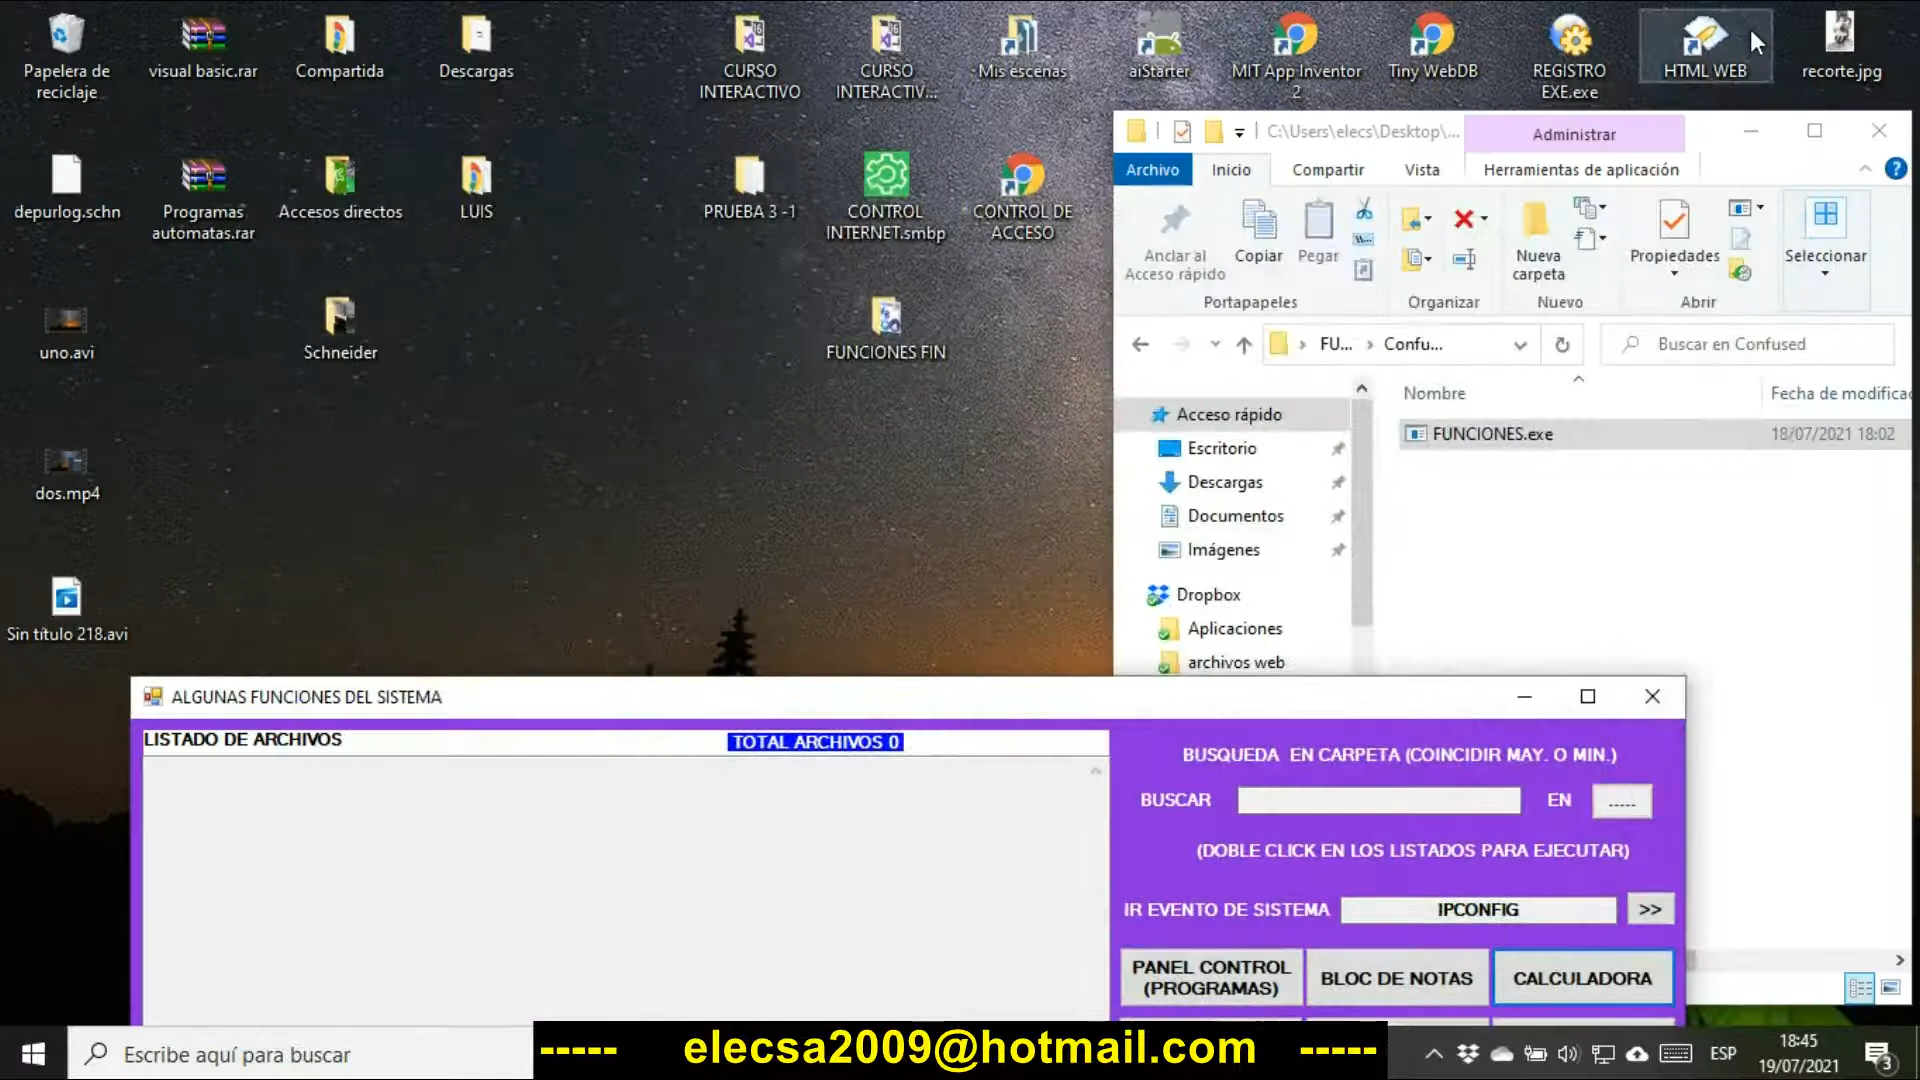 Papelera de
reciclaje
visual basic.rar
Compartida
Descargas
CURSO
INTERACTIVO
CURSO
INTERACTIV...
Mis escenas
aiStarter
MIT App Inventor
2
Tiny WebDB
REGISTRO
EXE.exe
HTML WEB
recorte.jpg
depurlog.schn
Programas
automatas.rar
Accesos directos
LUIS
PRUEBA 3 -1
CONTROL
INTERNET.smbp
CONTROL DE
ACCESO
uno.avi
Schneider
FUNCIONES FIN
dos.mp4
Sin título 218.avi
C:\Users\elecs\Desktop\...
Administrar
Archivo
Inicio
Compartir
Vista
Herramientas de aplicación
Anclar al
Acceso rápido
Copiar
Pegar
Nueva
carpeta
Propiedades
Seleccionar
Portapapeles
Organizar
Nuevo
Abrir
FU...
Confu...
Buscar en Confused
Nombre
Fecha de modifica
Acceso rápido
FUNCIONES.exe
18/07/2021 18:02
Escritorio
Descargas
Documentos
Imágenes
Dropbox
Aplicaciones
archivos web
ALGUNAS FUNCIONES DEL SISTEMA
LISTADO DE ARCHIVOS
TOTAL ARCHIVOS 0
BUSQUEDA EN CARPETA (COINCIDIR MAY. O MIN.)
BUSCAR
EN
-----
(DOBLE CLICK EN LOS LISTADOS PARA EJECUTAR)
IR EVENTO DE SISTEMA
IPCONFIG
>>
PANEL CONTROL
(PROGRAMAS)
BLOC DE NOTAS
CALCULADORA
Escribe aquí para buscar
----- elecsa2009@hotmail.com -----
ESP
18:45
19/07/2021
3